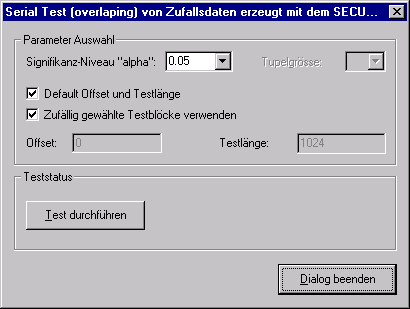 Serial Test (overlaping) von Zufallsdaten erzeugt mit dem SECU...
Parameter Auswahl
Signifikanz-Niveau "alpha": 0.05 Tupelgrösse:
Default Offset und Testlänge
Zufällig gewählte Testblöcke verwenden
Offset: 0 Testlänge: 1024
Teststatus
Test durchführen
Dialog beenden